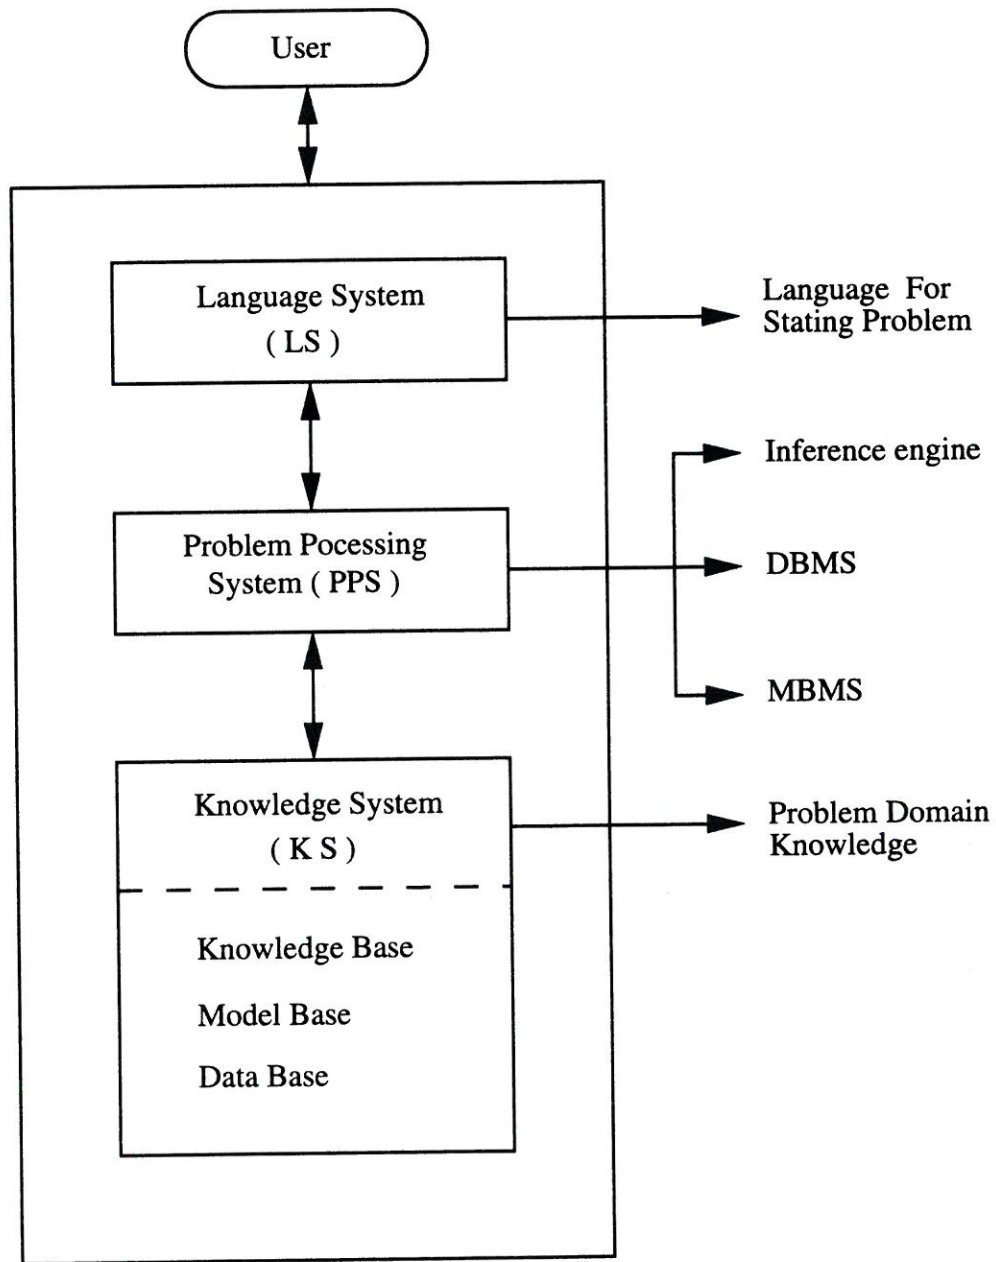 User
Language System
( LS )
Language For
Stating Problem
Inference engine
Problem Pocessing
System ( PPS )
DBMS
MBMS
Knowledge System
( K S )
Problem Domain
Knowledge
Knowledge Base
Model Base
Data Base